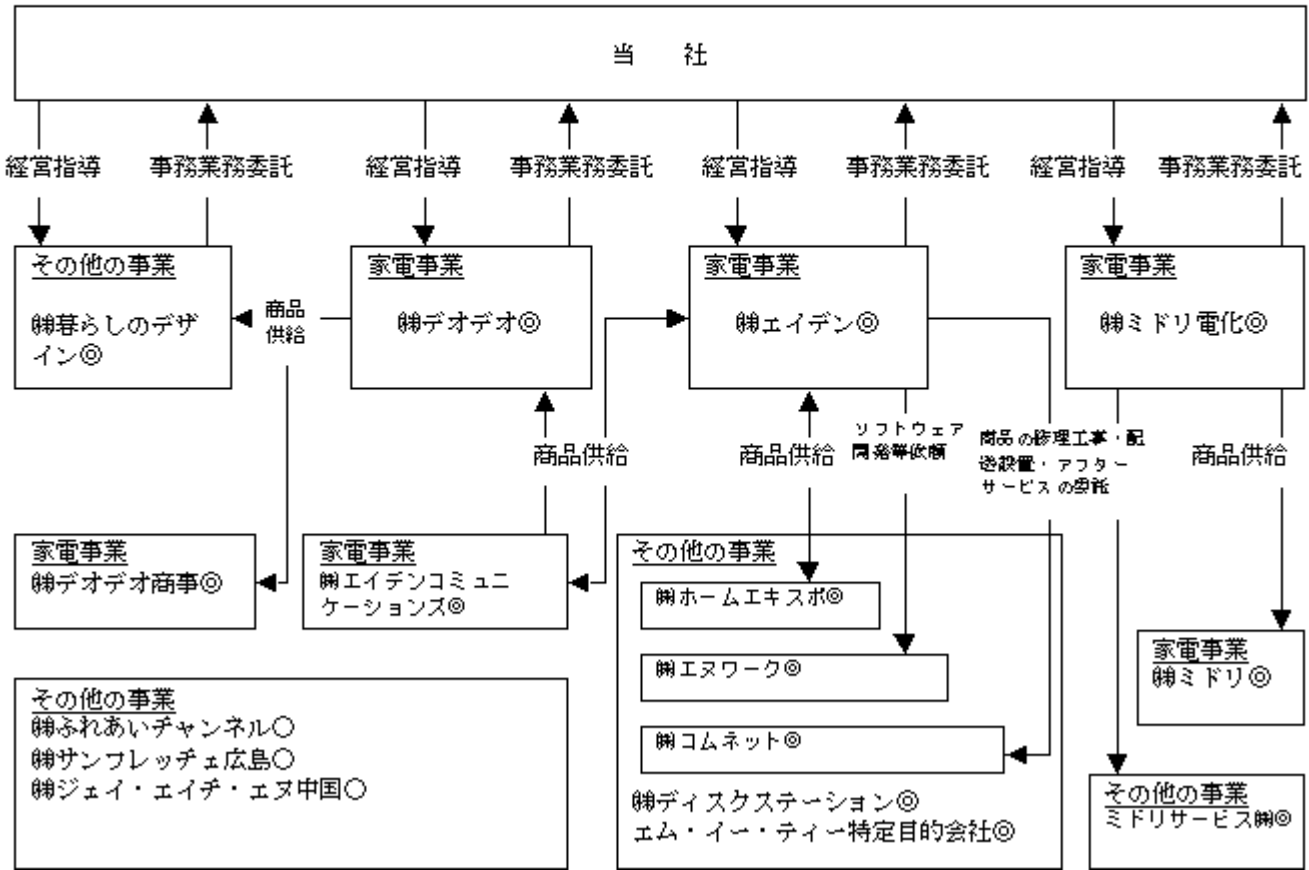 当 社
経営指導
事務業務委託
経営指導
事務業務委託
経営指導
事務業務委託
経営指導
事務業務委託
その他の事業
㈱暮らしのデザ
イン◎
商品
供給
家電事業
㈱デオデオ◎
家電事業
㈱エイデン◎
家電事業
㈱ミドリ電化◎
商品供給
商品供給
ソフトウェア
開発等依頼
商品の修理工事・配
送設置・アフター
サービスの委託
商品供給
家電事業
㈱デオデオ商事◎
家電事業
㈱エイデンコミュニ
ケーションズ◎
その他の事業
㈱ホームエキスポ◎
㈱エヌワーク◎
㈱コムネット◎
㈱ディスクステーション◎
エム・イー・ティー特定目的会社◎
家電事業
㈱ミドリ◎
その他の事業
ミドリサービス㈱◎
その他の事業
㈱ふれあいチャンネル○
㈱サンフレッチェ広島○
㈱ジェイ・エイチ・エヌ中国○